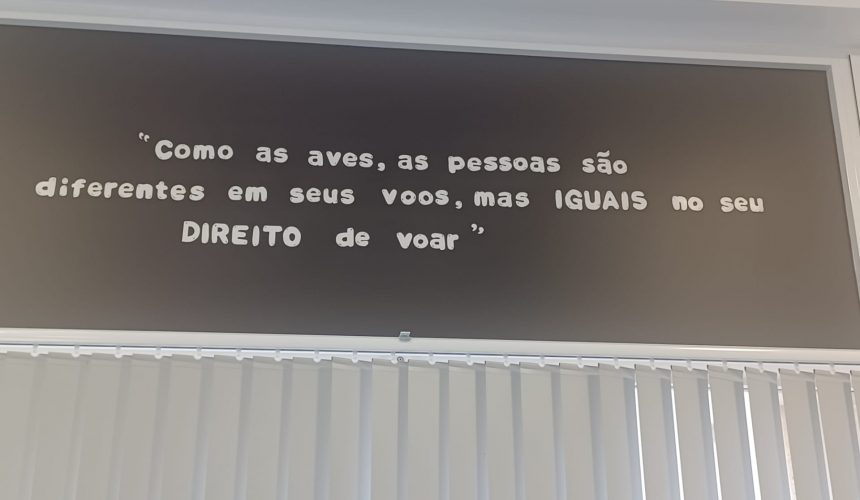 "Como as aves, as pessoas são
diferentes em seus voos, mas IGUAIS no seu
DIREITO de voar"